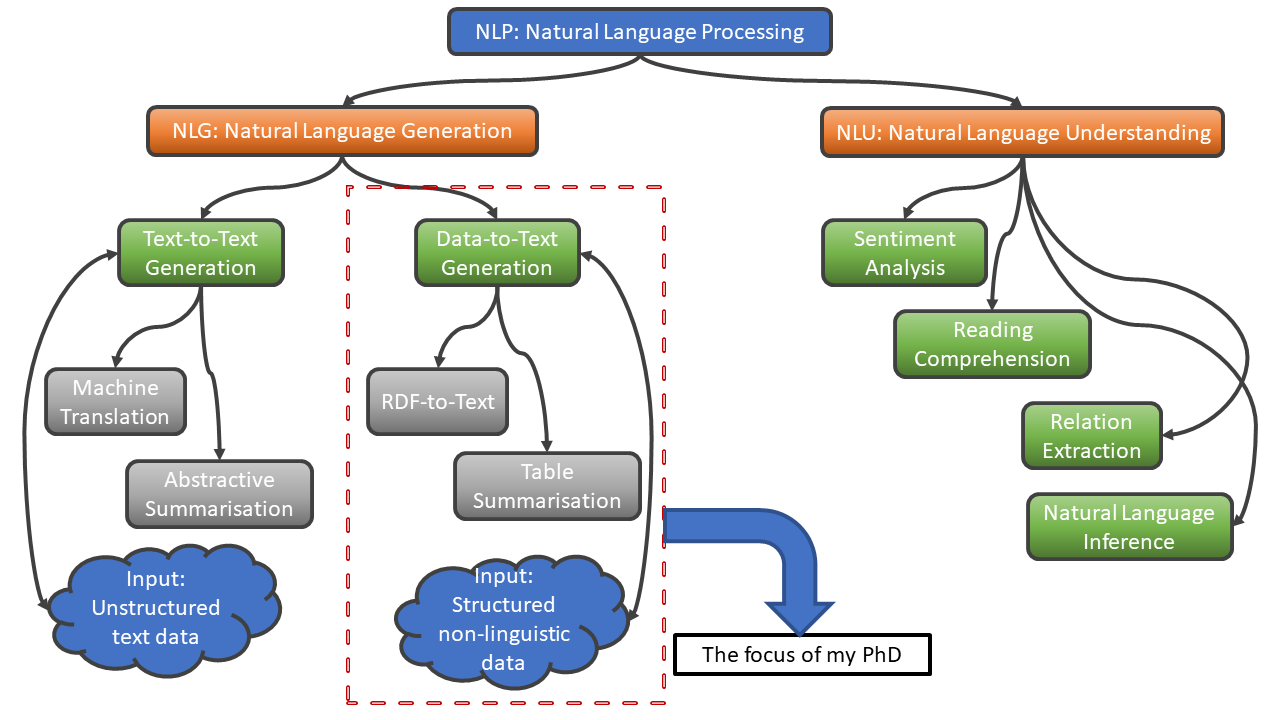 NLP: Natural Language Processing
NLG: Natural Language Generation
NLU: Natural Language Understanding
Text-to-Text
Generation
Data-to-Text
Generation
Sentiment
Analysis
Reading
Comprehension
Machine
Translation
RDF-to-Text
Relation
Extraction
Abstractive
Summarisation
Table
Summarisation
Natural Language
Inference
Input:
Unstructured
text data
Input:
Structured
non-linguistic
data
The focus of my PhD